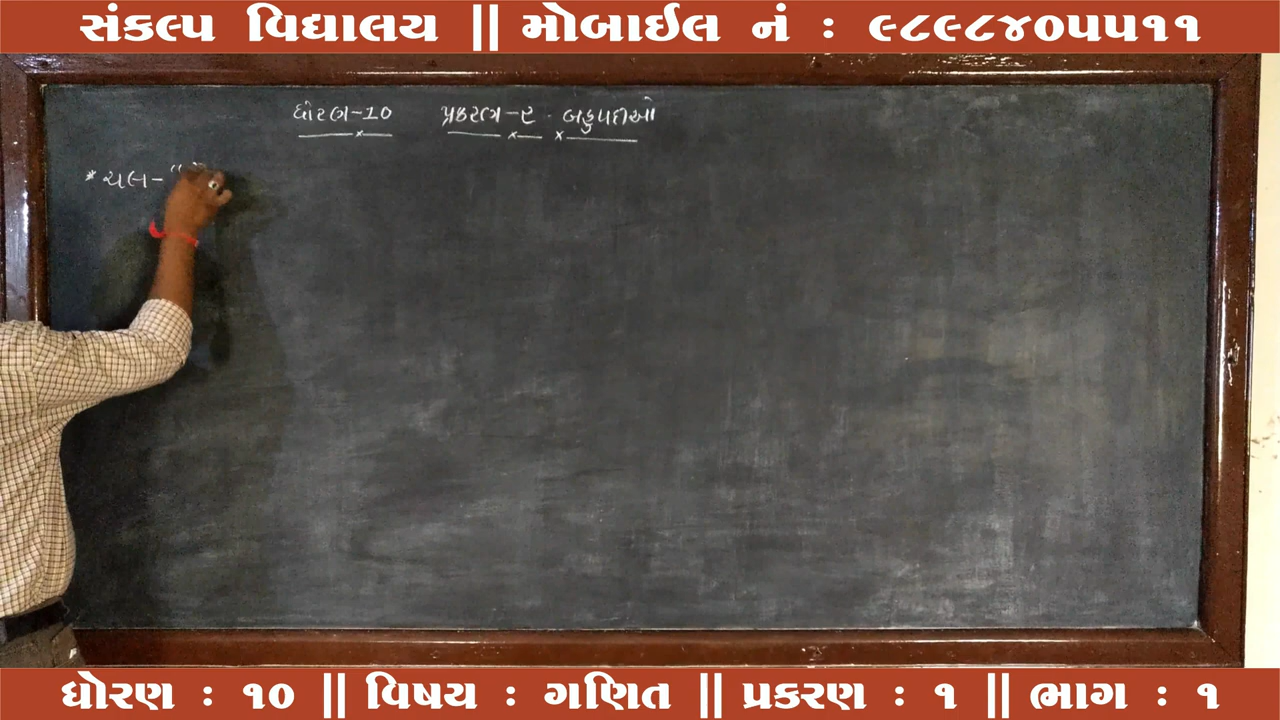 સંકલ્પ વિદ્યાલય || મોબાઈલ નં : ૯૮૯૮૪૦૫૫૧૧
ધોરણ-10 પ્રકરણ-૨. બહુપદીઓ
* ચલ- "
ધોરણ : ૧૦ || વિષય : ગણિત || પ્રકરણ : ૧ || ભાગ : ૧